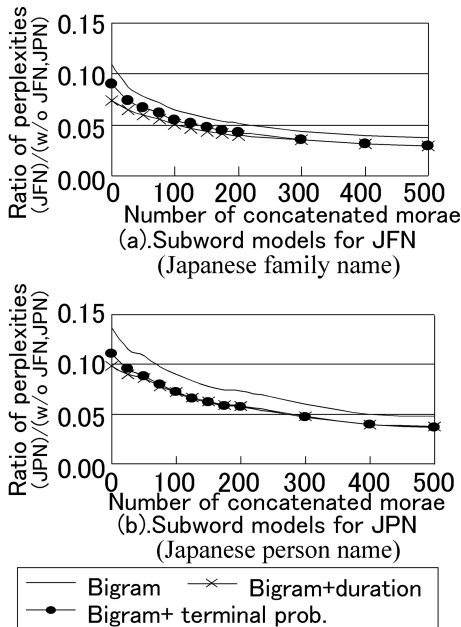 Ratio of perplexities
(JFN)/(w/o JFN,JPN)
0.15
0.10
0.05
0.00
0 100 200 300 400 500
Number of concatenated morae
(a).Subword models for JFN
(Japanese family name)
Ratio of perplexities
(JPN)/(w/o JFN,JPN)
0.15
0.10
0.05
0.00
0 100 200 300 400 500
Number of concatenated morae
(b).Subword models for JPN
(Japanese person name)
Bigram Bigram+duration
Bigram+ terminal prob.